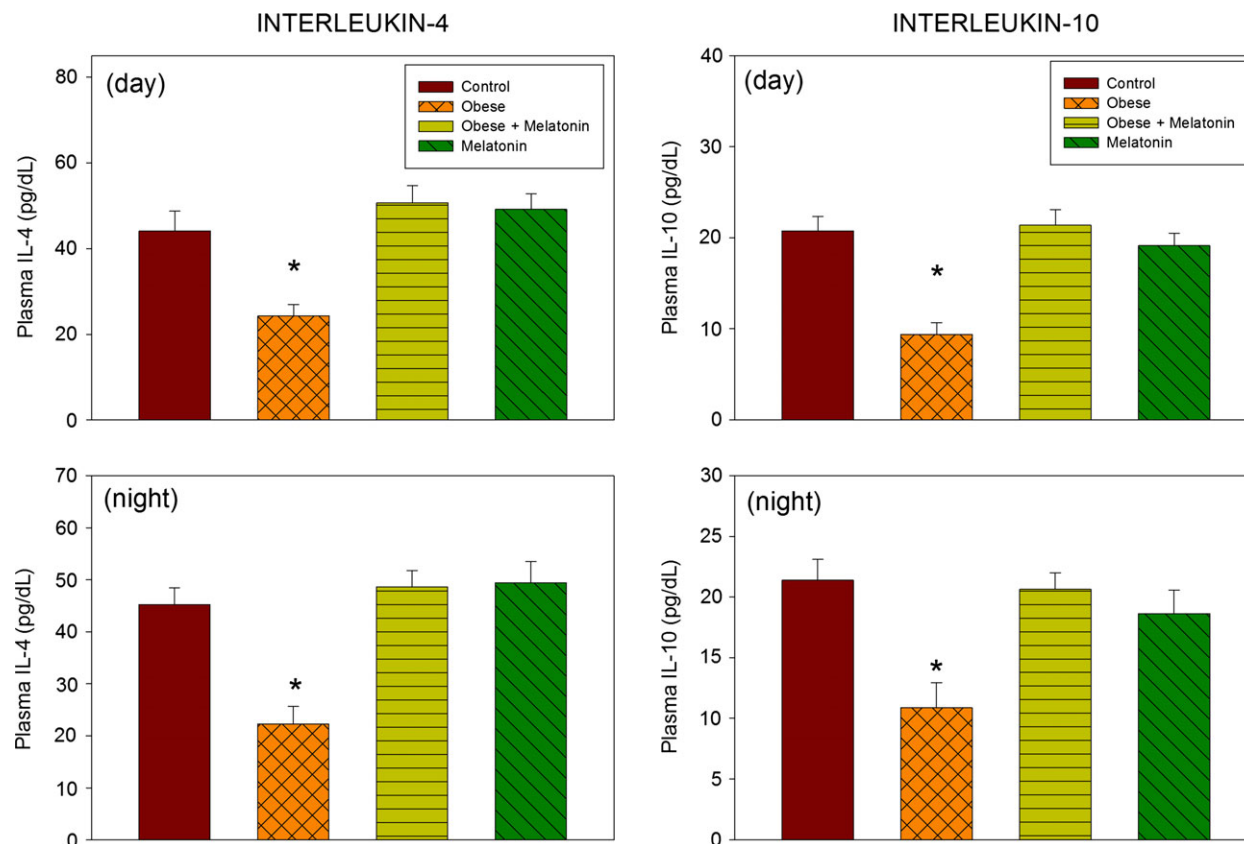 INTERLEUKIN-4
INTERLEUKIN-10
(day)
Control
Obese
Obese + Melatonin
Melatonin
80
60
40
20
0
Plasma IL-4 (pg/dL)
*
(day)
Control
Obese
Obese + Melatonin
Melatonin
40
30
20
10
0
Plasma IL-10 (pg/dL)
*
(night)
70
60
50
40
30
20
10
0
Plasma IL-4 (pg/dL)
*
(night)
30
25
20
15
10
5
0
Plasma IL-10 (pg/dL)
*